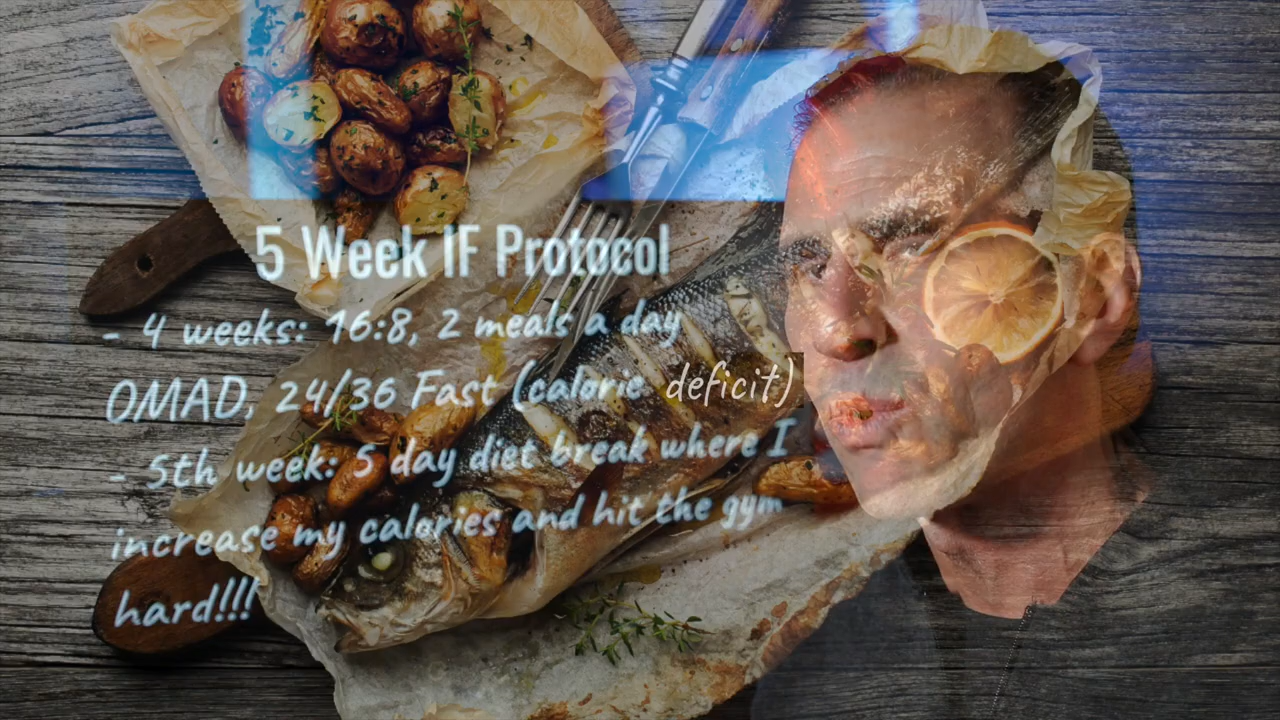 5 Week IF Protocol
- 4 weeks: 16:8, 2 meals a day
OMAD, 24/36 Fast (calorie deficit)
- 5th week: 5 day diet break where I
increase my calories and hit the gym
hard!!!